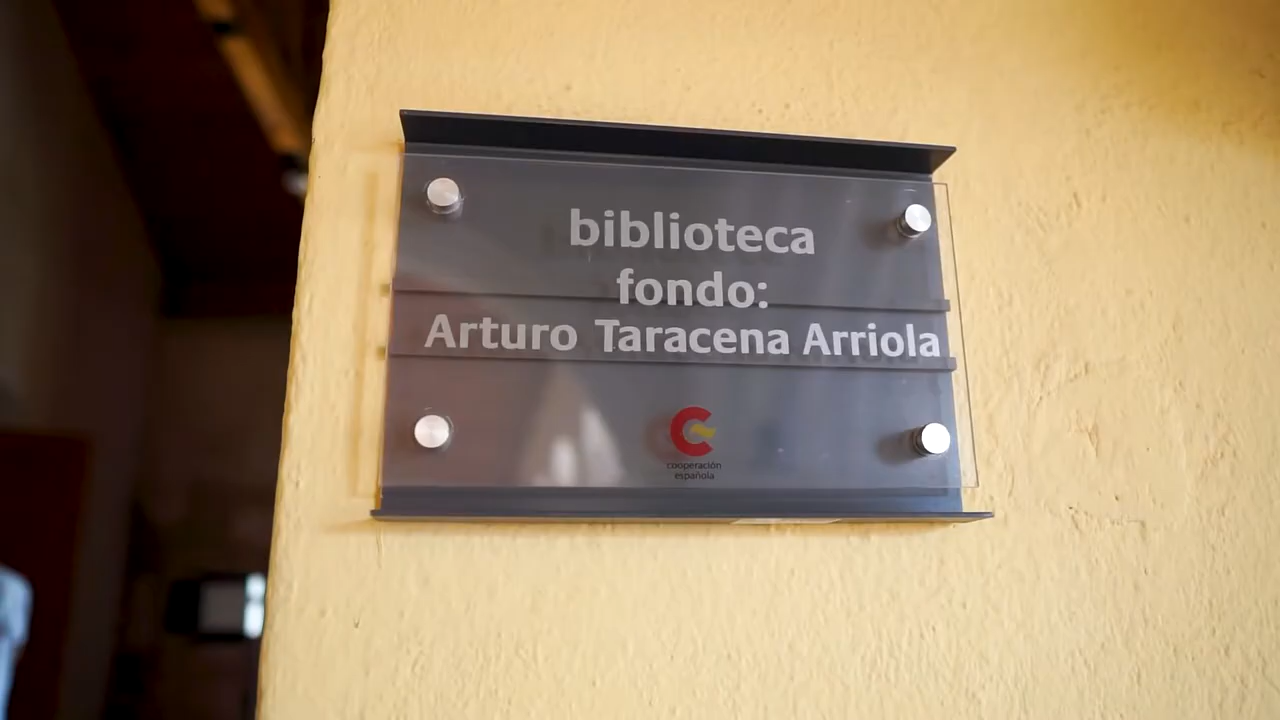 biblioteca
fondo:
Arturo Taracena Arriola
cooperación
española